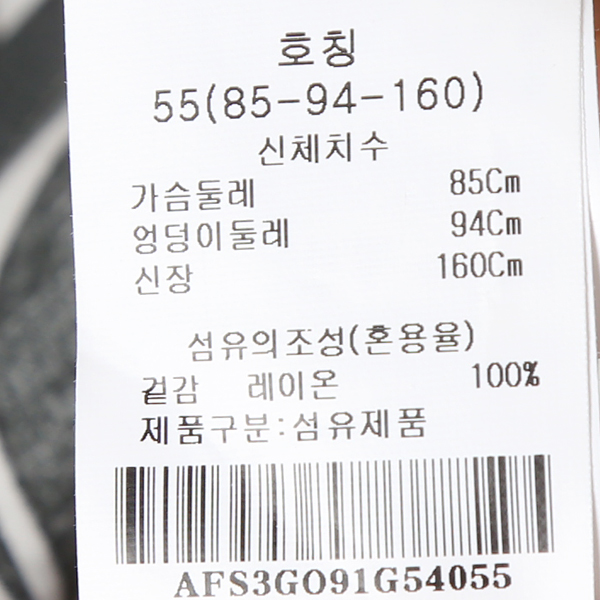 호칭
55(85-94-160)
신체치수
가슴둘레 85Cm
엉덩이둘레 94Cm
신장 160Cm
섬유의조성(혼용율)
겉감 레이온 100%
제품구분:섬유제품
AFS3GO91G54055